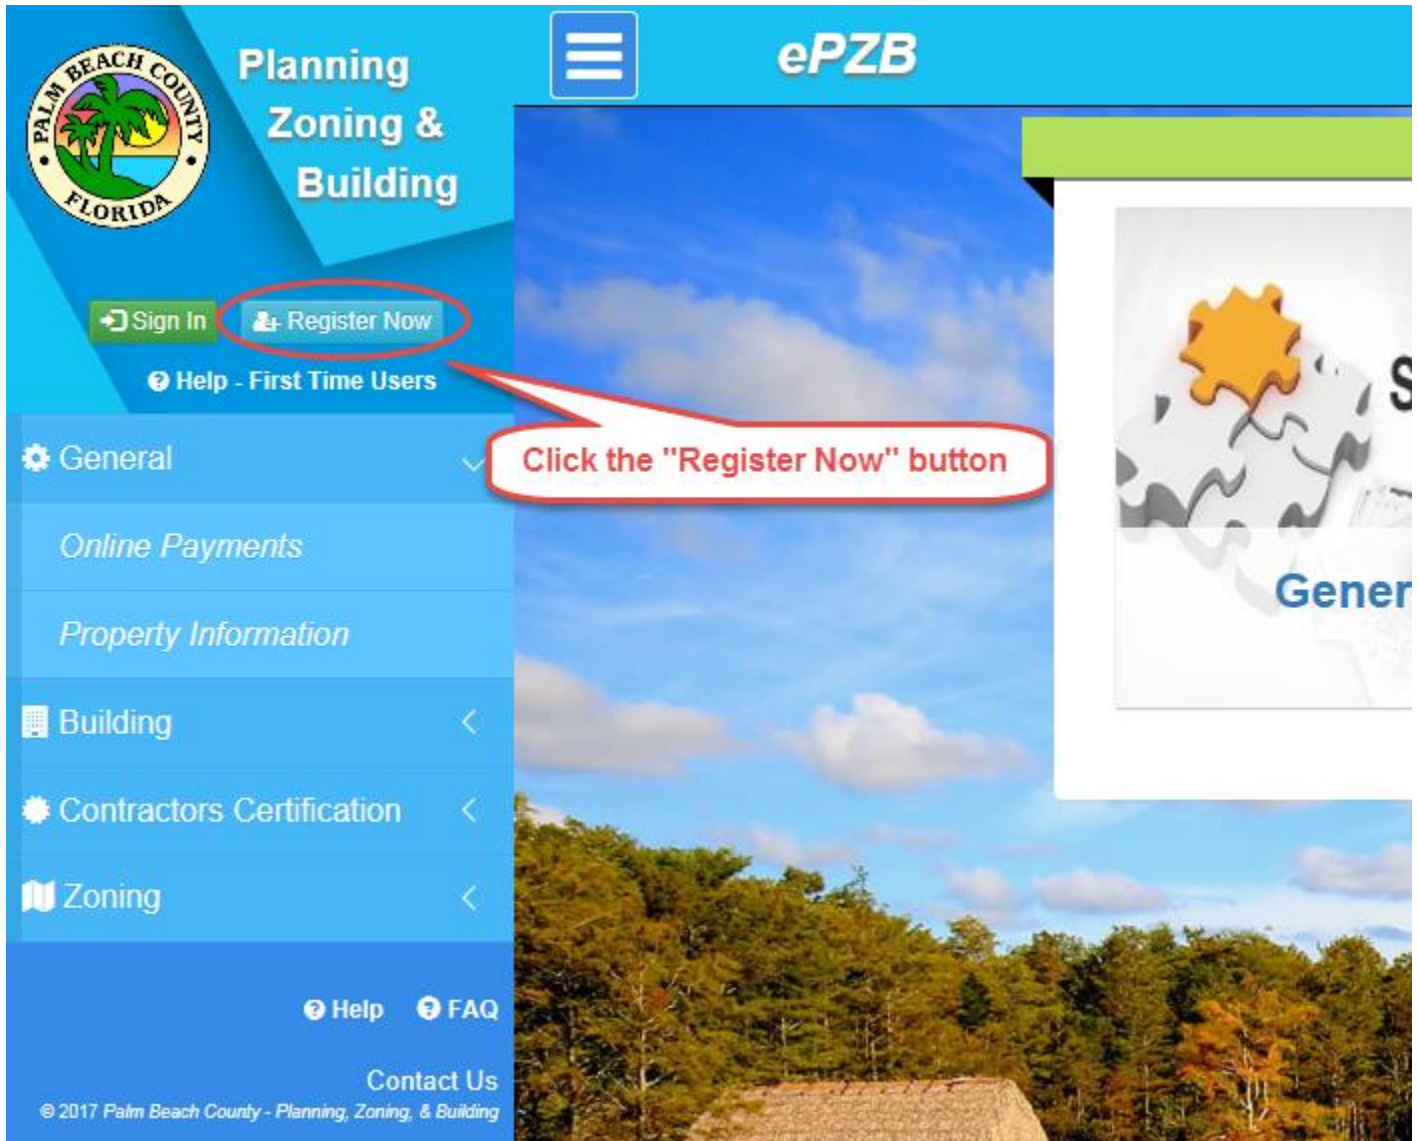 PALM BEACH COUNTY
FLORIDA
Planning
Zoning &
Building
ePZB
Sign In
Register Now
Help - First Time Users
Click the "Register Now" button
General
Online Payments
Property Information
Building
Contractors Certification
Zoning
S
Gener
Help
FAQ
Contact Us
© 2017 Palm Beach County - Planning, Zoning, & Building